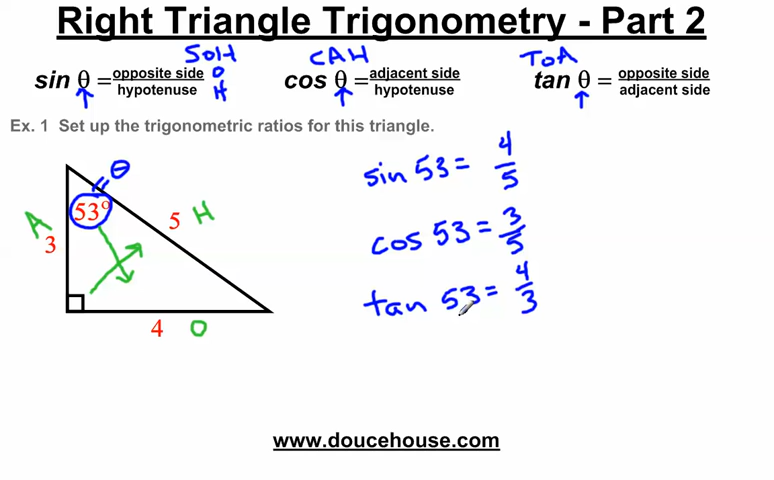 Right Triangle Trigonometry - Part 2
SOH CAH TOA
O
H
sin θ = opposite side / hypotenuse cos θ = adjacent side / hypotenuse tan θ = opposite side / adjacent side
Ex. 1 Set up the trigonometric ratios for this triangle.
θ
53°
A
3
5 H
4 O
sin 53 = 4/5
cos 53 = 3/5
tan 53 = 4/3
www.doucehouse.com